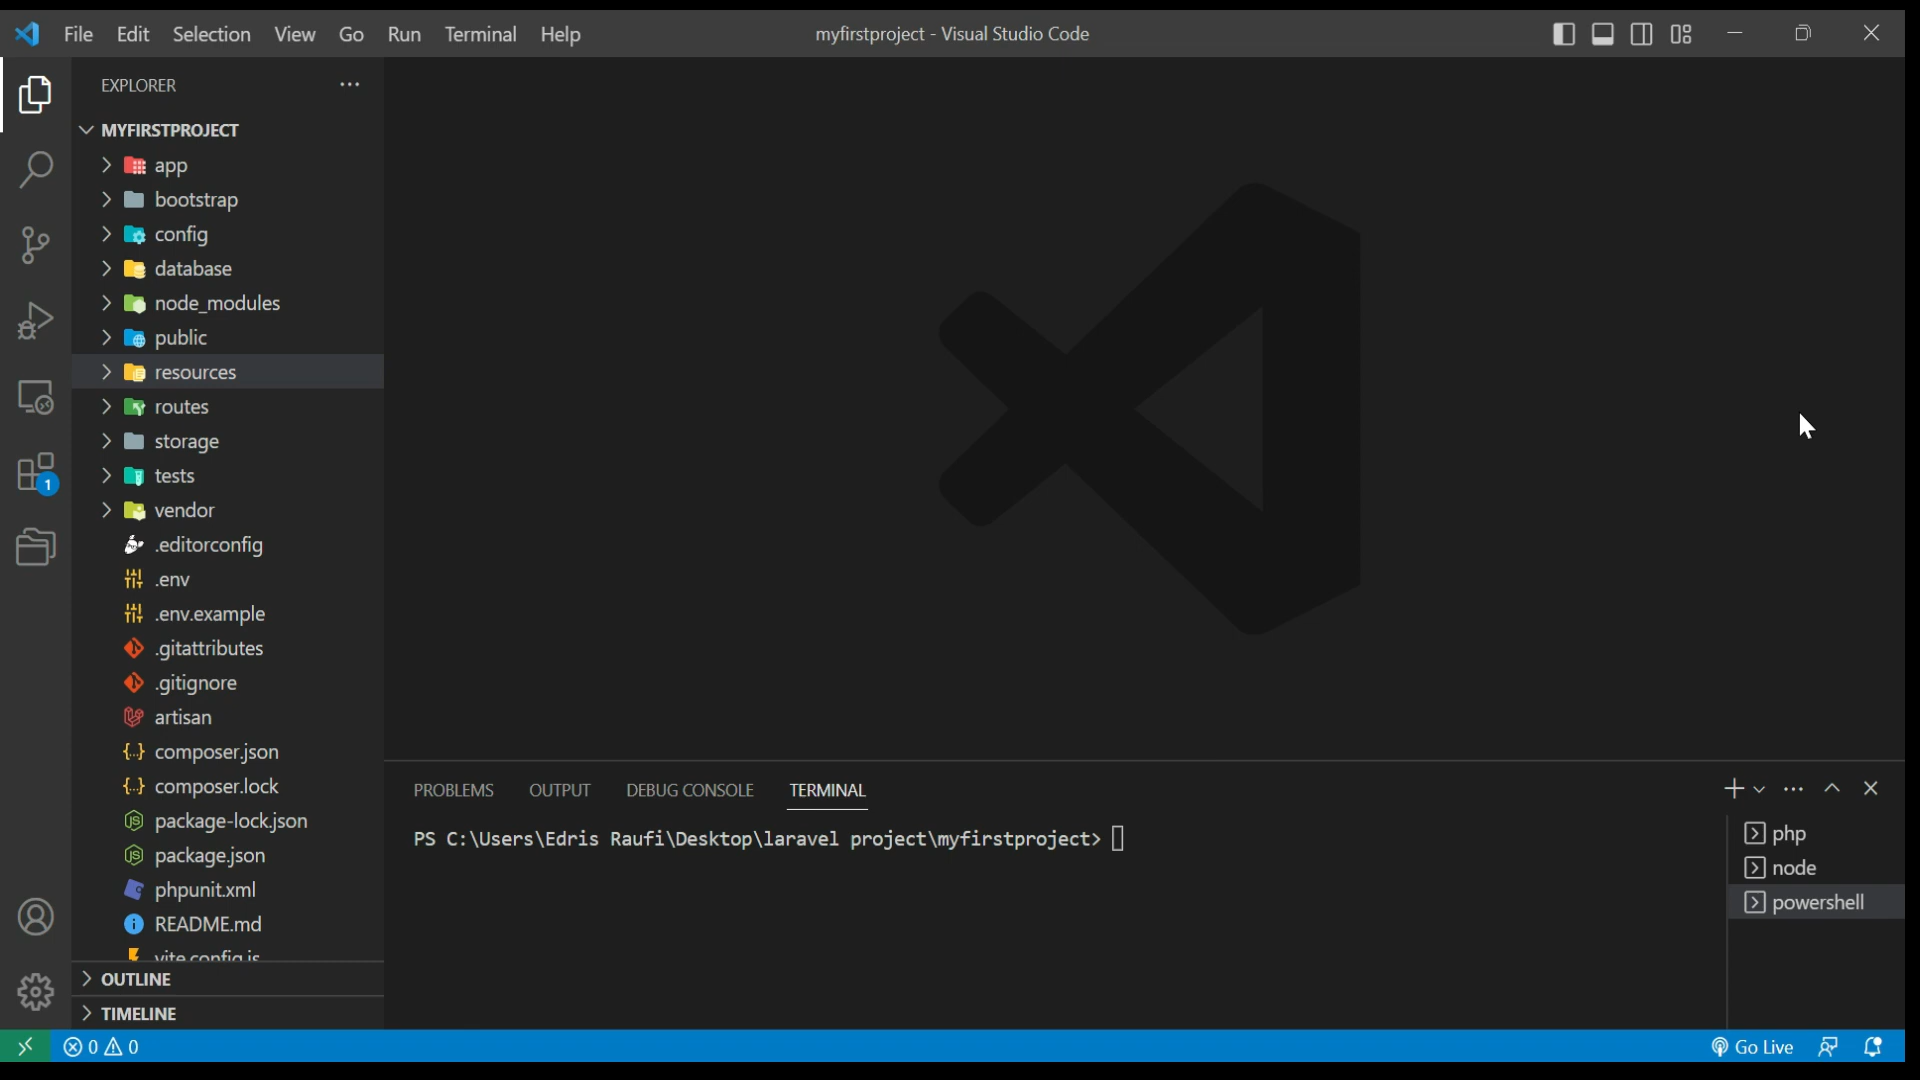 File Edit Selection View Go Run Terminal Help
myfirstproject - Visual Studio Code
EXPLORER
MYFIRSTPROJECT
app
bootstrap
config
database
node_modules
public
resources
routes
storage
tests
vendor
.editorconfig
.env
.env.example
.gitattributes
.gitignore
artisan
composer.json
composer.lock
package-lock.json
package.json
phpunit.xml
README.md
vite.config.js
OUTLINE
TIMELINE
1
PROBLEMS OUTPUT DEBUG CONSOLE TERMINAL
PS C:\Users\Edris Raufi\Desktop\laravel project\myfirstproject>
php
node
powershell
0 0
Go Live